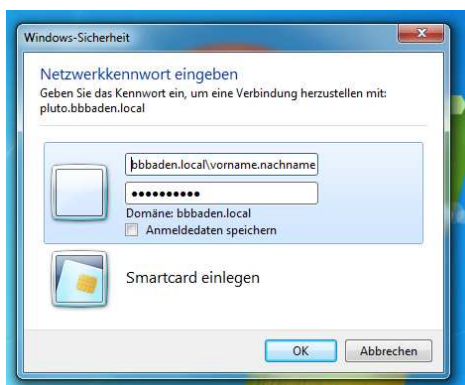 Windows-Sicherheit
Netzwerkkennwort eingeben
Geben Sie das Kennwort ein, um eine Verbindung herzustellen mit:
pluto.bbbaden.local
bbbaden.local\vorname.nachname
••••••••••
Domäne: bbbaden.local
Anmeldedaten speichern
Smartcard einlegen
OK
Abbrechen